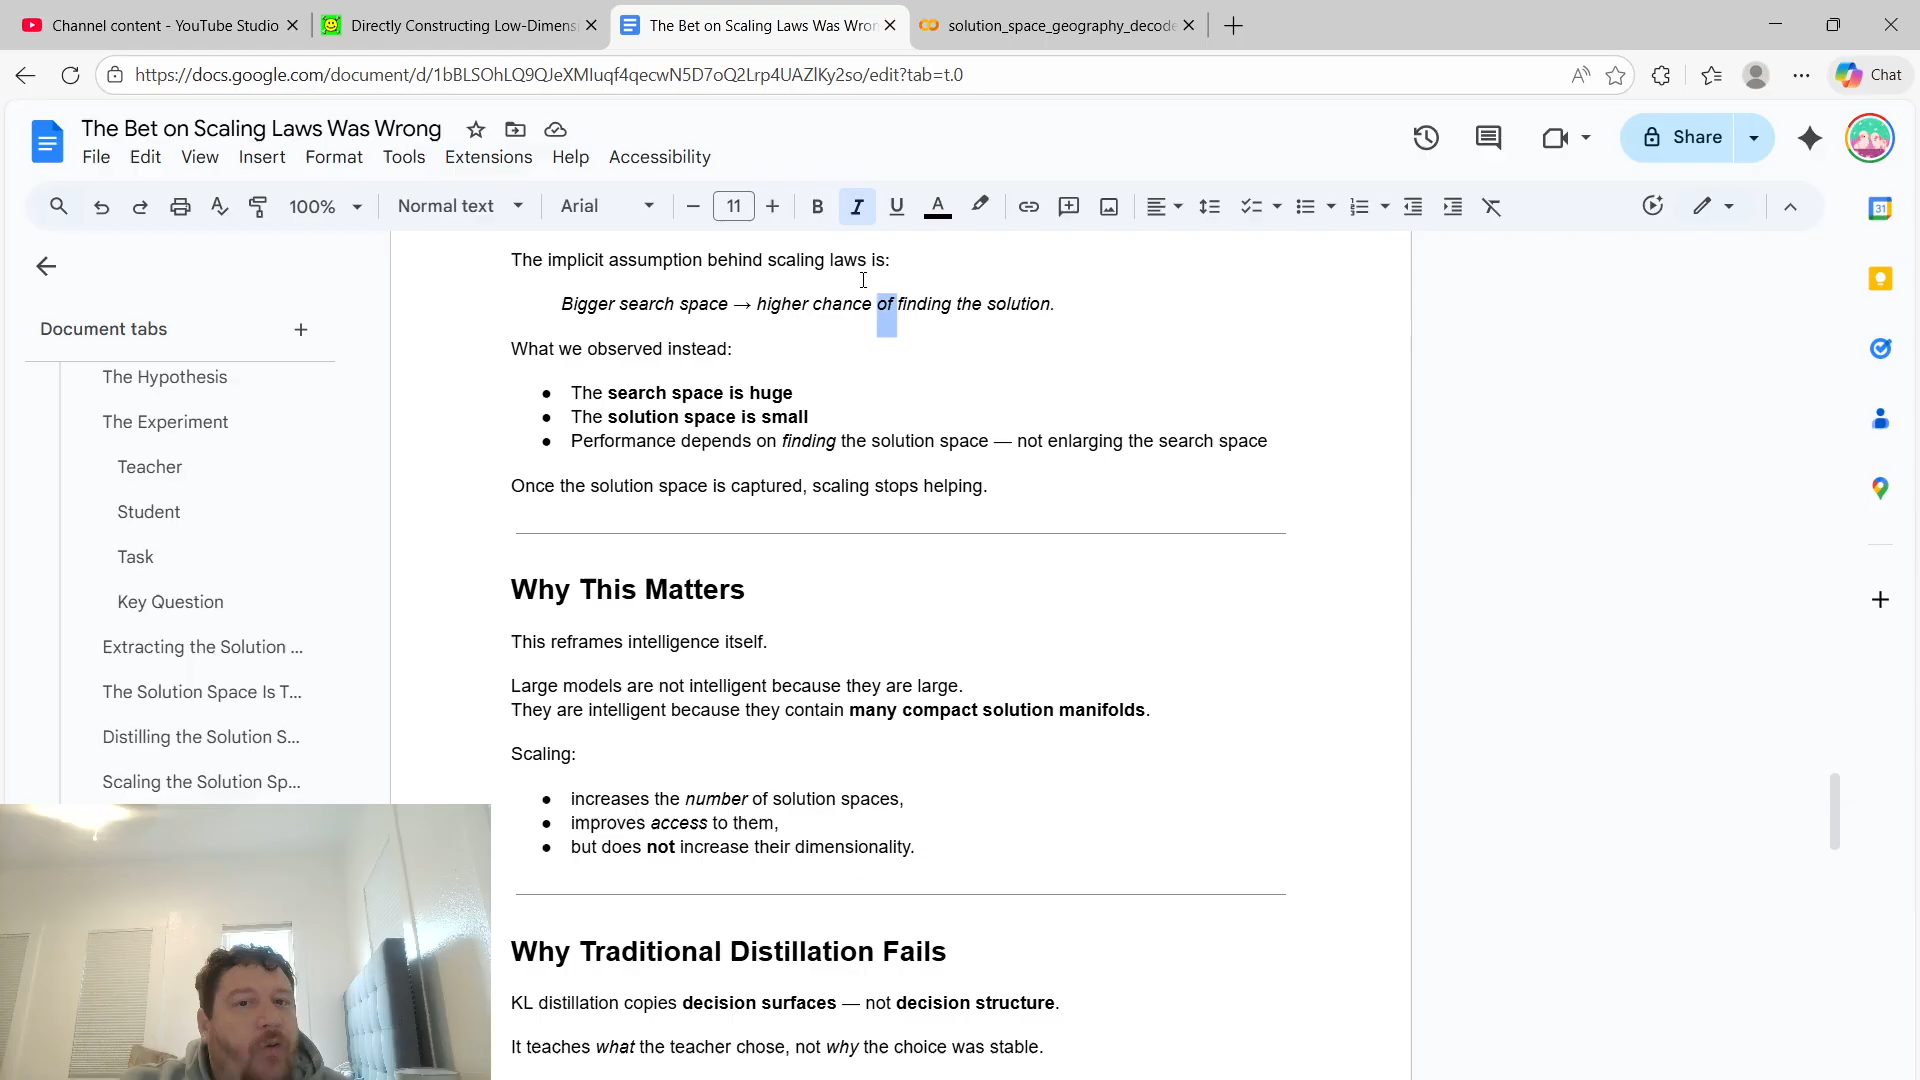 Channel content - YouTube Studio
Directly Constructing Low-Dimens
The Bet on Scaling Laws Was Wron
solution_space_geography_decode
https://docs.google.com/document/d/1bBLSOhLQ9QJeXMIuqf4qecwN5D7oQ2Lrp4UAZlKy2so/edit?tab=t.0
Chat
The Bet on Scaling Laws Was Wrong
File Edit View Insert Format Tools Extensions Help Accessibility
Share
100% Normal text Arial 11
Document tabs
The Hypothesis
The Experiment
Teacher
Student
Task
Key Question
Extracting the Solution ...
The Solution Space Is T...
Distilling the Solution S...
Scaling the Solution Sp...
The implicit assumption behind scaling laws is:
Bigger search space → higher chance of finding the solution.
What we observed instead:
● The search space is huge
● The solution space is small
● Performance depends on finding the solution space — not enlarging the search space
Once the solution space is captured, scaling stops helping.
Why This Matters
This reframes intelligence itself.
Large models are not intelligent because they are large.
They are intelligent because they contain many compact solution manifolds.
Scaling:
● increases the number of solution spaces,
● improves access to them,
● but does not increase their dimensionality.
Why Traditional Distillation Fails
KL distillation copies decision surfaces — not decision structure.
It teaches what the teacher chose, not why the choice was stable.